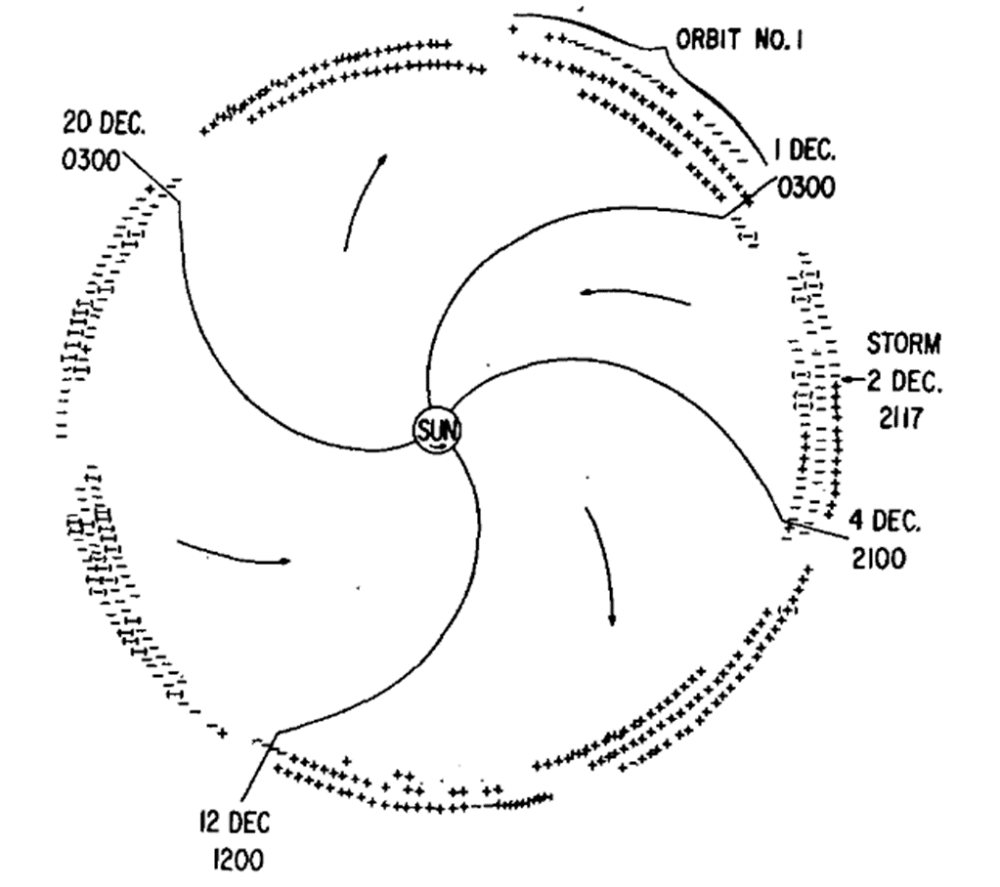 ORBIT NO. 1
20 DEC.
0300
1 DEC.
0300
STORM
2 DEC.
2117
SUN
4 DEC.
2100
12 DEC
1200